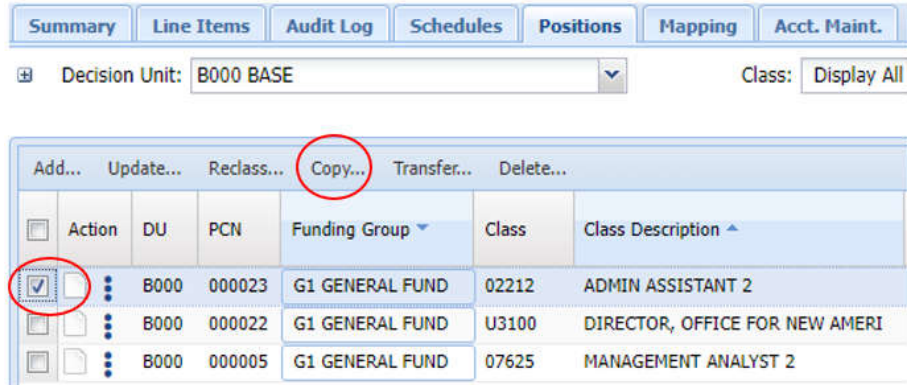 Summary Line Items Audit Log Schedules Positions Mapping Acct. Maint.
Decision Unit: B000 BASE Class: Display All
Add... Update... Reclass... Copy... Transfer... Delete...
Action DU PCN Funding Group Class Class Description
B000 000023 G1 GENERAL FUND 02212 ADMIN ASSISTANT 2
B000 000022 G1 GENERAL FUND U3100 DIRECTOR, OFFICE FOR NEW AMERI
B000 000005 G1 GENERAL FUND 07625 MANAGEMENT ANALYST 2